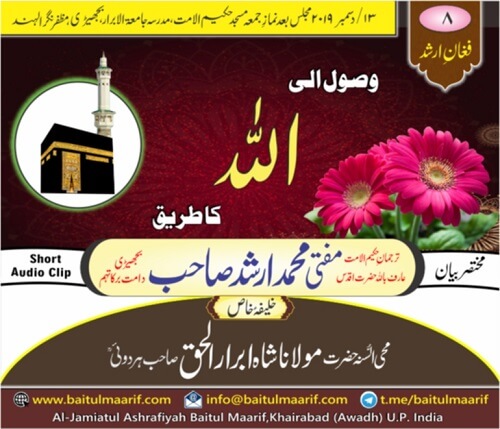 ۱۳/دسمبر ۲۰۱۹ مجلس بعد نمازِ جمعہ مسجد حکیم الامت، مدرسہ جامعۃ الابرار، بگھیڑی، مظفر نگر الہند
۸
فغانِ ارشد
وصول الی
اللہ
کا طریق
Short
Audio Clip
ترجمان حکیم الامت
عارف باللہ حضرت اقدس
مفتی محمد ارشد صاحب
بگھیڑی
دامت برکاتہم
مختصر بیان
خلیفۂ خاص
محی السنہ حضرت مولانا شاہ ابرار الحق صاحب ہردوئیؒ
www.baitulmaarif.com info@baitulmaarif.com t.me/baitulmaarif
Al-Jamiatul Ashrafiyah Baitul Maarif,Khairabad (Awadh) U.P. India